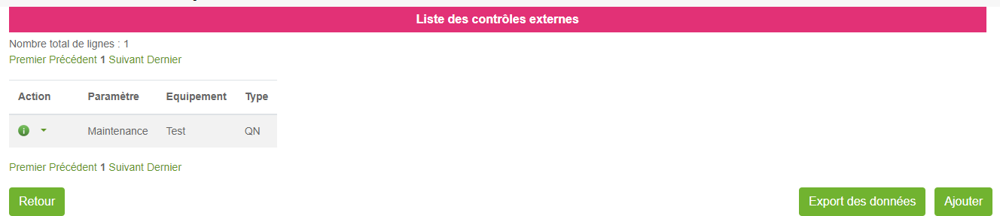 Liste des contrôles externes
Nombre total de lignes : 1
Premier Précédent 1 Suivant Dernier
Action Paramètre Equipement Type
Maintenance Test QN
Premier Précédent 1 Suivant Dernier
Retour Export des données Ajouter